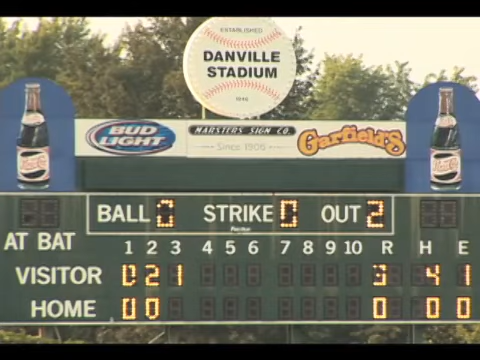 ESTABLISHED
DANVILLE
STADIUM
1946
BUD LIGHT
MARSTERS SIGN CO.
Since 1906
Garfield's
BALL 0 STRIKE 0 OUT 2
AT BAT 1 2 3 4 5 6 7 8 9 10 R H E
VISITOR 0 2 1 3 4 1
HOME 0 0 0 0 0